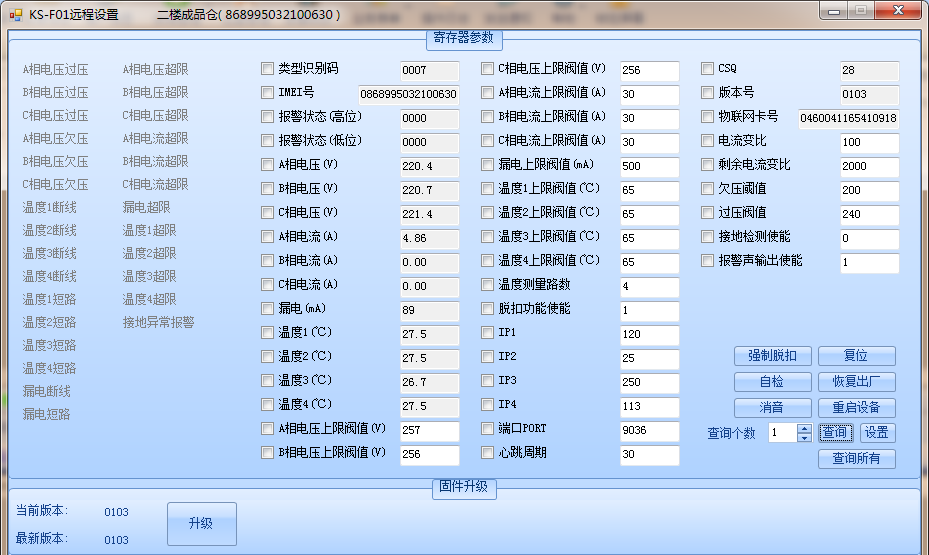 KS-F01远程设置 二楼成品仓( 868995032100630 )
寄存器参数
A相电压过压 A相电压超限
B相电压过压 B相电压超限
C相电压过压 C相电压超限
A相电压欠压 A相电流超限
B相电压欠压 B相电流超限
C相电压欠压 C相电流超限
温度1断线 漏电超限
温度2断线 温度1超限
温度3断线 温度2超限
温度4断线 温度3超限
温度1短路 温度4超限
温度2短路 接地异常报警
温度3短路
温度4短路
漏电断线
漏电短路
类型识别码 0007
IMEI号 0868995032100630
报警状态(高位) 0000
报警状态(低位) 0000
A相电压(V) 220.4
B相电压(V) 220.7
C相电压(V) 221.4
A相电流(A) 4.86
B相电流(A) 0.00
C相电流(A) 0.00
漏电(mA) 89
温度1(℃) 27.5
温度2(℃) 27.5
温度3(℃) 26.7
温度4(℃) 27.5
A相电压上限阀值(V) 257
B相电压上限阀值(V) 256
C相电压上限阀值(V) 256
A相电流上限阀值(A) 30
B相电流上限阀值(A) 30
C相电流上限阀值(A) 30
漏电上限阀值(mA) 500
温度1上限阀值(℃) 65
温度2上限阀值(℃) 65
温度3上限阀值(℃) 65
温度4上限阀值(℃) 65
温度测量路数 4
脱扣功能使能 1
IP1 120
IP2 25
IP3 250
IP4 113
端口PORT 9036
心跳周期 30
CSQ 28
版本号 0103
物联网卡号 0460041165410918
电流变比 100
剩余电流变比 2000
欠压阈值 200
过压阈值 240
接地检测使能 0
报警声输出使能 1
强制脱扣 复位
自检 恢复出厂
消音 重启设备
查询个数 1 查询 设置
查询所有
固件升级
当前版本: 0103
最新版本: 0103
升级